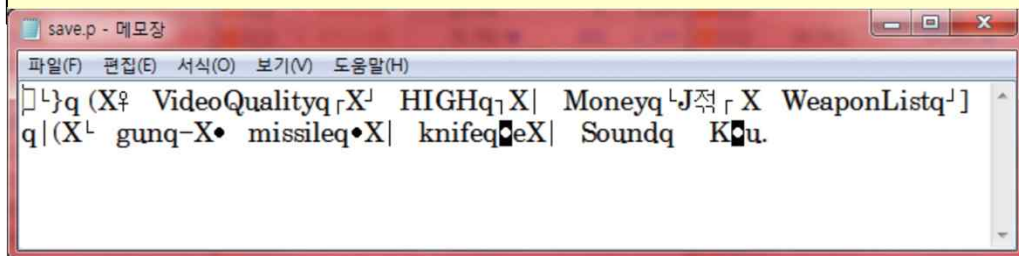 save.p - 메모장
파일(F) 편집(E) 서식(O) 보기(V) 도움말(H)
□└}q (X♀ VideoQualityq┌X┘ HIGHq┐X| Moneyq└J젂┌ X WeaponListq┘]
q|(X└ gunq-X• missileq•X| knifeq◘eX| Soundq K◘u.